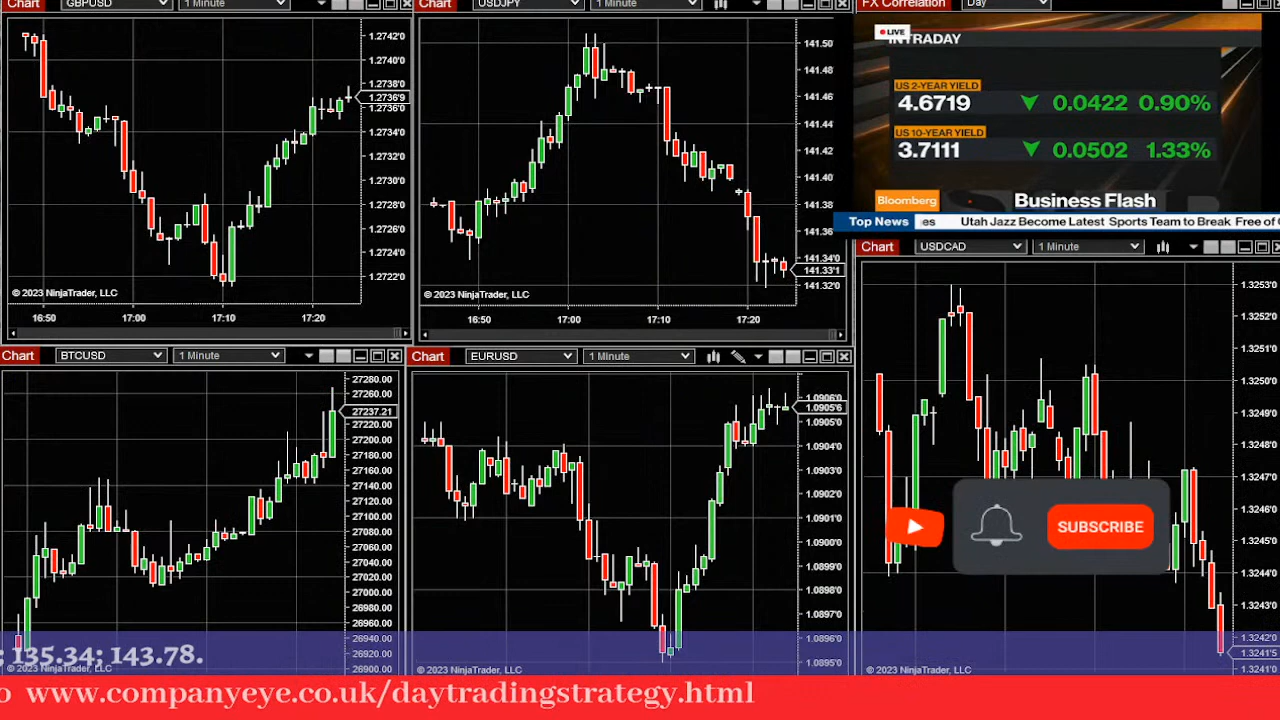 Chart GBPUSD 1 Minute
1.2742'0
1.2740'0
1.2738'0
1.2736'9
1.2736'0
1.2734'0
1.2732'0
1.2730'0
1.2728'0
1.2724'0
1.2722'0
© 2023 NinjaTrader, LLC
16:50 17:00 17:10 17:20
Chart USDJPY 1 Minute
141.50
141.48
141.46
141.44
141.42
141.40
141.38
141.36
141.34'0
141.33'1
141.32'0
© 2023 NinjaTrader, LLC
16:50 17:00 17:10 17:20
FX Correlation Day
LIVE
INTRADAY
US 2-YEAR YIELD
4.6719 0.0422 0.90%
US 10-YEAR YIELD
3.7111 0.0502 1.33%
Bloomberg Business Flash
Top News es Utah Jazz Become Latest Sports Team to Break Free of
Chart BTCUSD 1 Minute
27280.00
27260.00
27237.21
27220.00
27200.00
27180.00
27160.00
27140.00
27120.00
27100.00
27080.00
27060.00
27040.00
27020.00
27000.00
26980.00
26960.00
26940.00
26920.00
26900.00
© 2023 NinjaTrader, LLC
Chart EURUSD 1 Minute
1.0906'0
1.0905'6
1.0905'0
1.0904'0
1.0903'0
1.0902'0
1.0901'0
1.0900'0
1.0898'0
1.0897'0
1.0896'0
1.0895'0
© 2023 NinjaTrader, LLC
Chart USDCAD 1 Minute
1.3253'0
1.3252'0
1.3250'0
1.3249'0
1.3248'0
1.3247'0
1.3246'0
1.3245'0
1.3244'0
1.3243'0
1.3242'0
1.3241'5
1.3241'0
© 2023 NinjaTrader, LLC
SUBSCRIBE
; 135.34; 143.78.
o www.companyeye.co.uk/daytradingstrategy.html